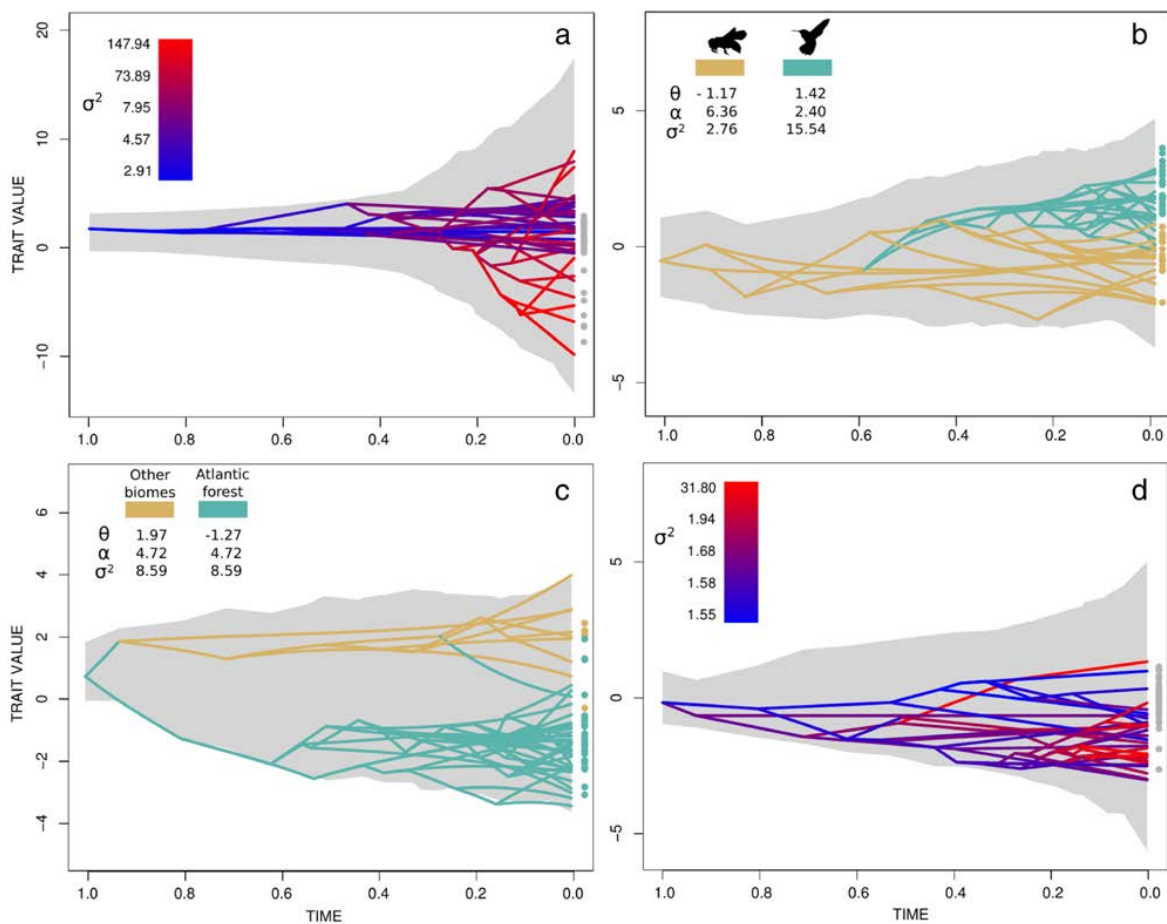 a
147.94
73.89
σ² 7.95
4.57
2.91
TRAIT VALUE
20
10
0
-10
1.0 0.8 0.6 0.4 0.2 0.0
b
θ - 1.17 1.42
α 6.36 2.40
σ² 2.76 15.54
5
0
-5
1.0 0.8 0.6 0.4 0.2 0.0
c
Other Atlantic
biomes forest
θ 1.97 -1.27
α 4.72 4.72
σ² 8.59 8.59
TRAIT VALUE
6
4
2
0
-2
-4
1.0 0.8 0.6 0.4 0.2 0.0
TIME
d
31.80
1.94
σ² 1.68
1.58
1.55
5
0
-5
1.0 0.8 0.6 0.4 0.2 0.0
TIME